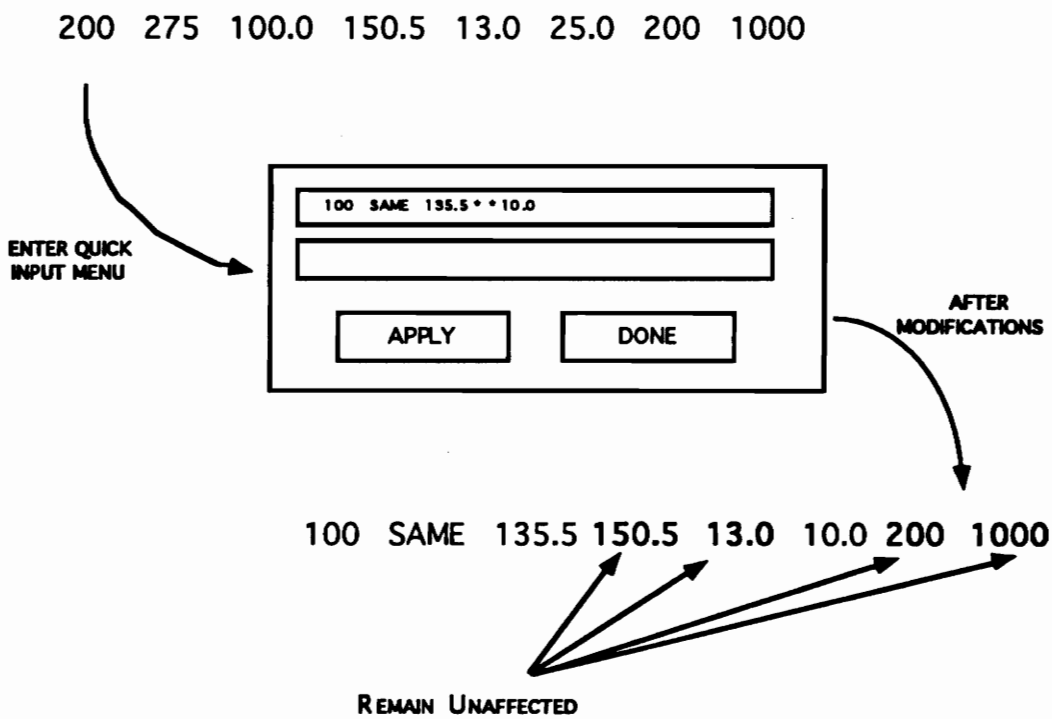 200 275 100.0 150.5 13.0 25.0 200 1000
100 SAME 135.5 * * 10.0
ENTER QUICK
INPUT MENU
APPLY DONE
AFTER
MODIFICATIONS
100 SAME 135.5 150.5 13.0 10.0 200 1000
REMAIN UNAFFECTED